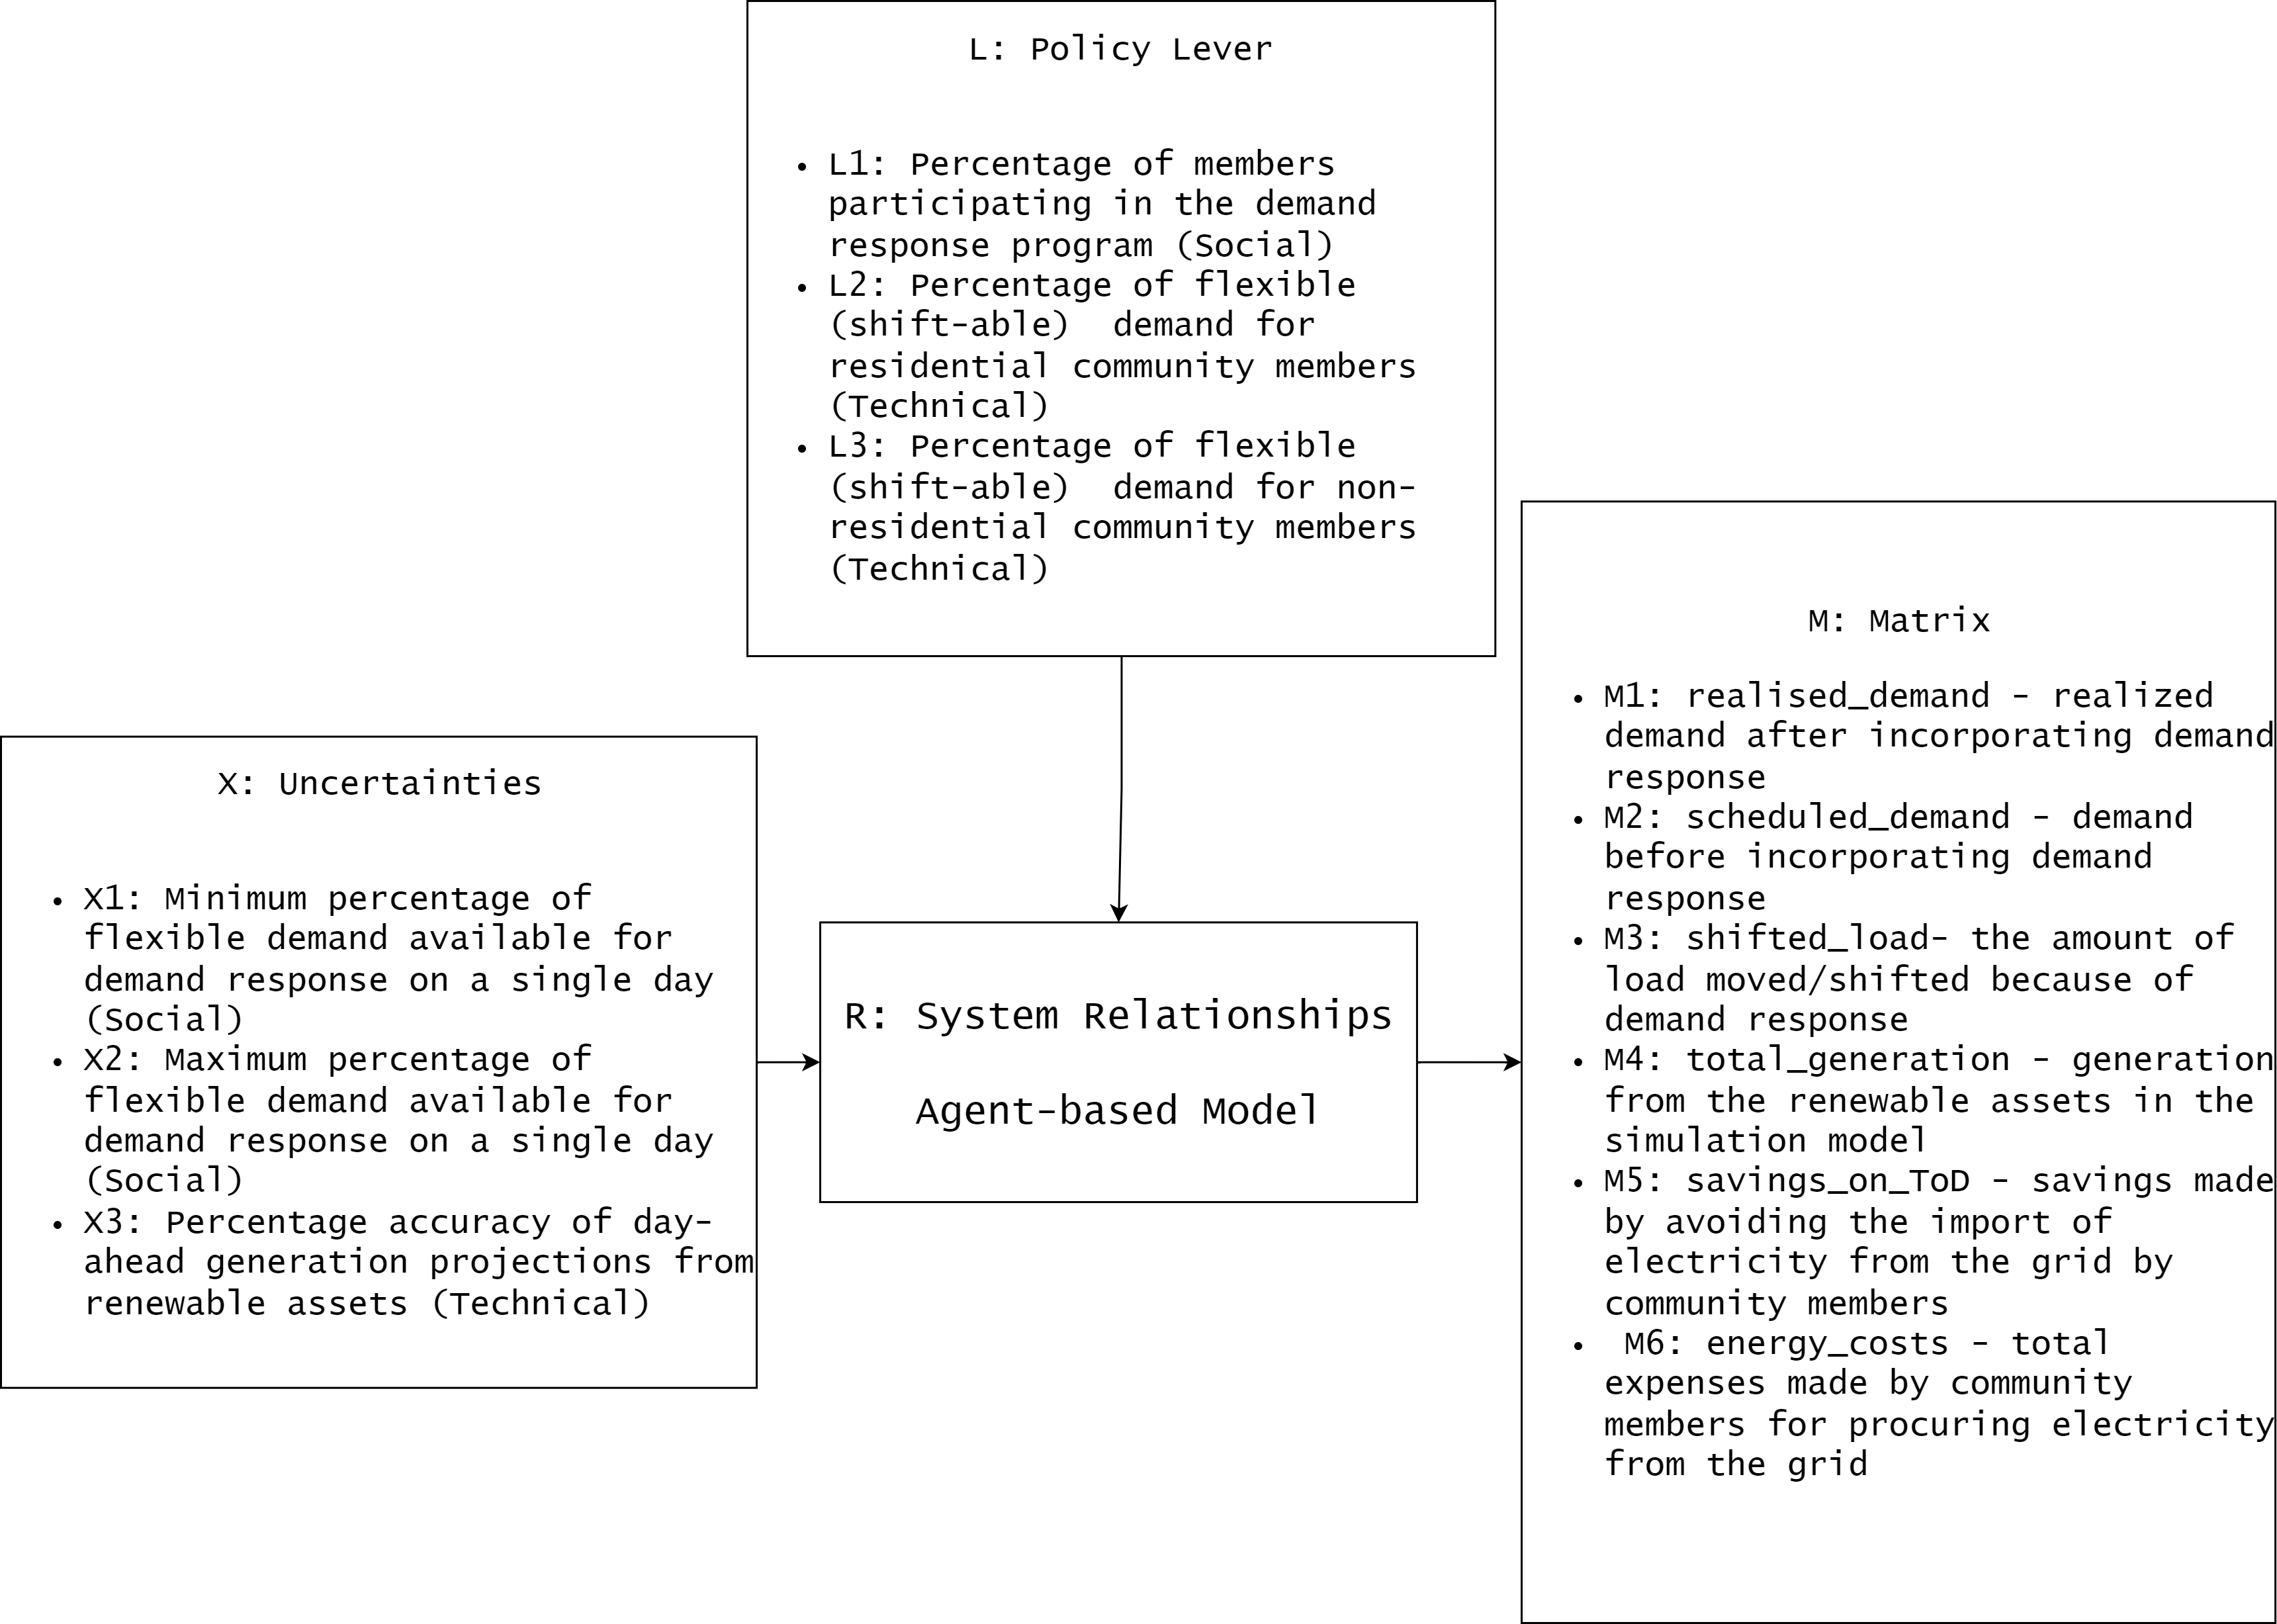 L: Policy Lever
• L1: Percentage of members
participating in the demand
response program (Social)
• L2: Percentage of flexible
(shift-able)  demand for
residential community members
(Technical)
• L3: Percentage of flexible
(shift-able)  demand for non-
residential community members
(Technical)
X: Uncertainties
• X1: Minimum percentage of
flexible demand available for
demand response on a single day
(Social)
• X2: Maximum percentage of
flexible demand available for
demand response on a single day
(Social)
• X3: Percentage accuracy of day-
ahead generation projections from
renewable assets (Technical)
R: System Relationships
Agent-based Model
M: Matrix
• M1: realised_demand - realized
demand after incorporating demand
response
• M2: scheduled_demand - demand
before incorporating demand
response
• M3: shifted_load- the amount of
load moved/shifted because of
demand response
• M4: total_generation - generation
from the renewable assets in the
simulation model
• M5: savings_on_ToD - savings made
by avoiding the import of
electricity from the grid by
community members
• M6: energy_costs - total
expenses made by community
members for procuring electricity
from the grid